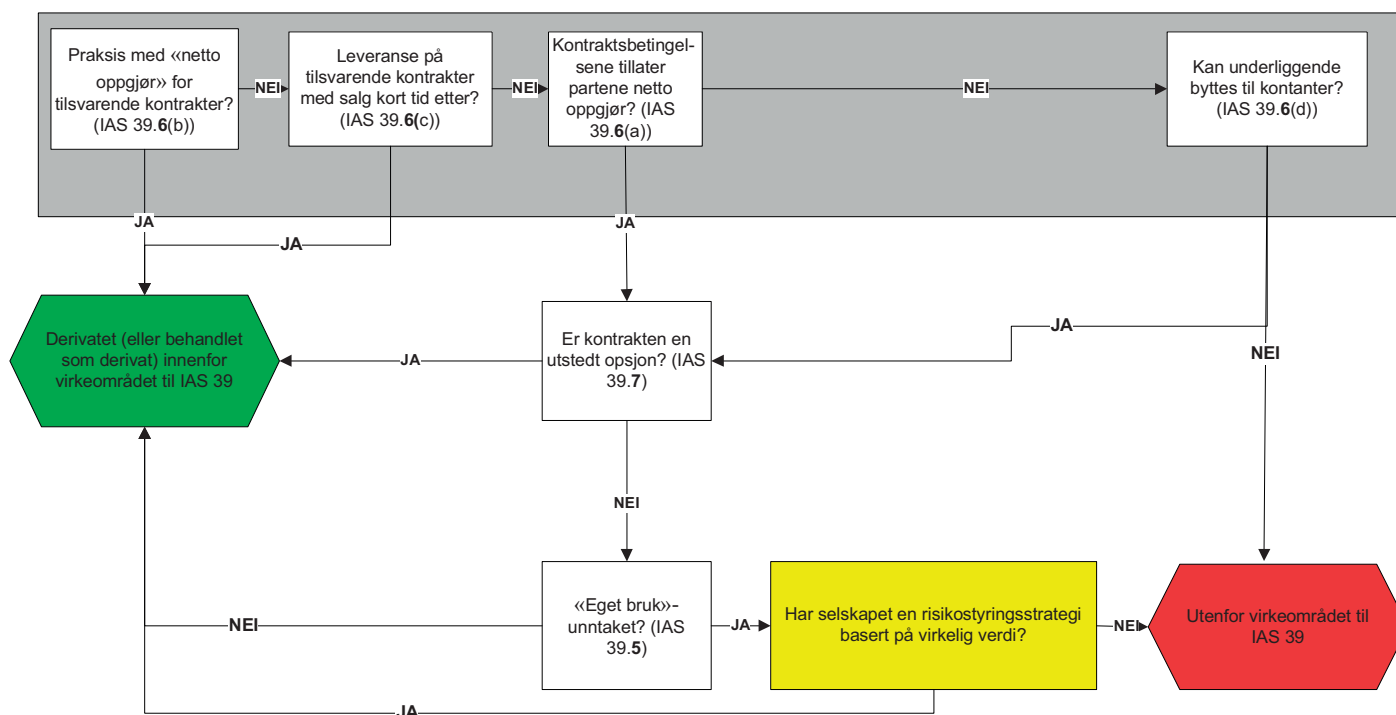 Praksis med «netto
oppgjør» for
tilsvarende kontrakter?
(IAS 39.6(b))
NEI
Leveranse på
tilsvarende kontrakter
med salg kort tid etter?
(IAS 39.6(c))
NEI
Kontraktsbetingel-
sene tillater
partene netto
oppgjør? (IAS
39.6(a))
NEI
Kan underliggende
byttes til kontanter?
(IAS 39.6(d))
JA
JA
JA
JA
NEI
Derivatet (eller behandlet
som derivat) innenfor
virkeområdet til IAS 39
JA
Er kontrakten en
utstedt opsjon? (IAS
39.7)
NEI
NEI
«Eget bruk»-
unntaket? (IAS
39.5)
JA
Har selskapet en risikostyringsstrategi
basert på virkelig verdi?
NEI
Utenfor virkeområdet til
IAS 39
JA